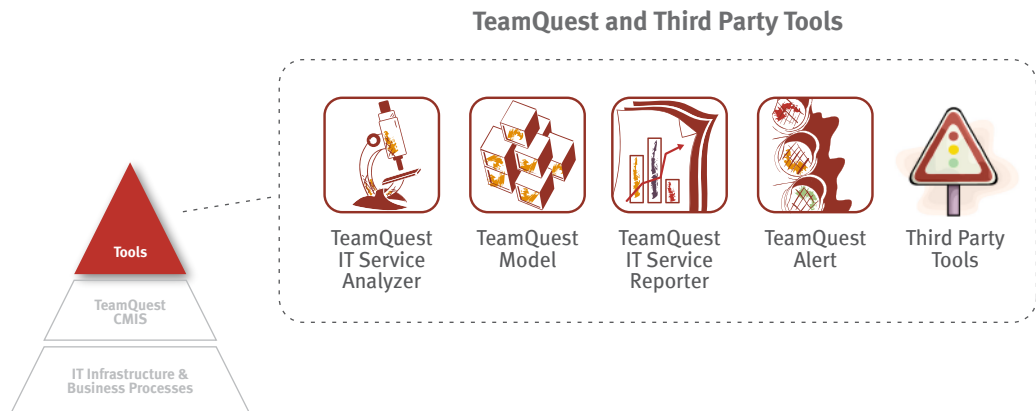 TeamQuest and Third Party Tools
TeamQuest
IT Service
Analyzer
TeamQuest
Model
TeamQuest
IT Service
Reporter
TeamQuest
Alert
Third Party
Tools
Tools
TeamQuest
CMIS
IT Infrastructure &
Business Processes